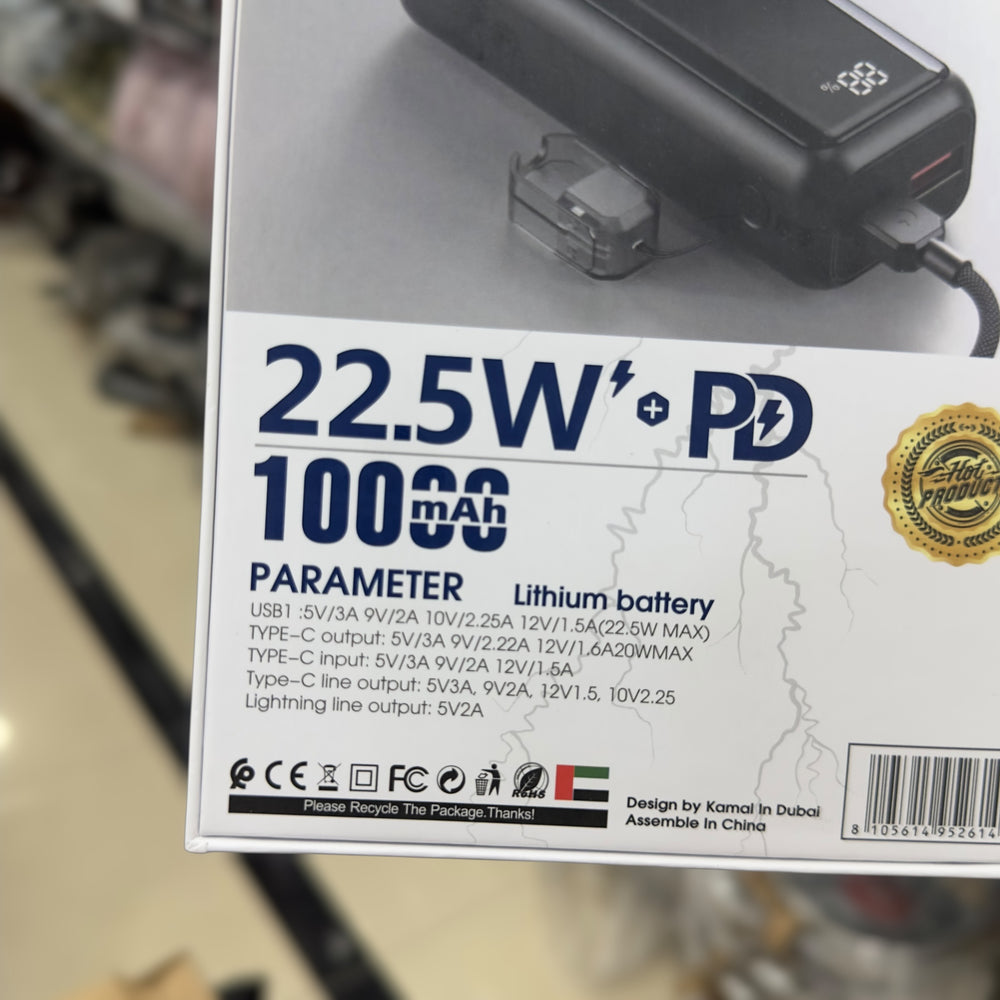 88%
22.5W+PD
10000
mAh
PARAMETER Lithium battery
USB1 :5V/3A 9V/2A 10V/2.25A 12V/1.5A(22.5W MAX)
TYPE-C output: 5V/3A 9V/2.22A 12V/1.6A20WMAX
TYPE-C input: 5V/3A 9V/2A 12V/1.5A
Type-C line output: 5V3A, 9V2A, 12V1.5, 10V2.25
Lightning line output: 5V2A
Hot
PRODUCT
CE FC RoHS
Please Recycle The Package.Thanks!
Design by Kamal In Dubai
Assemble In China
8 105614 952614